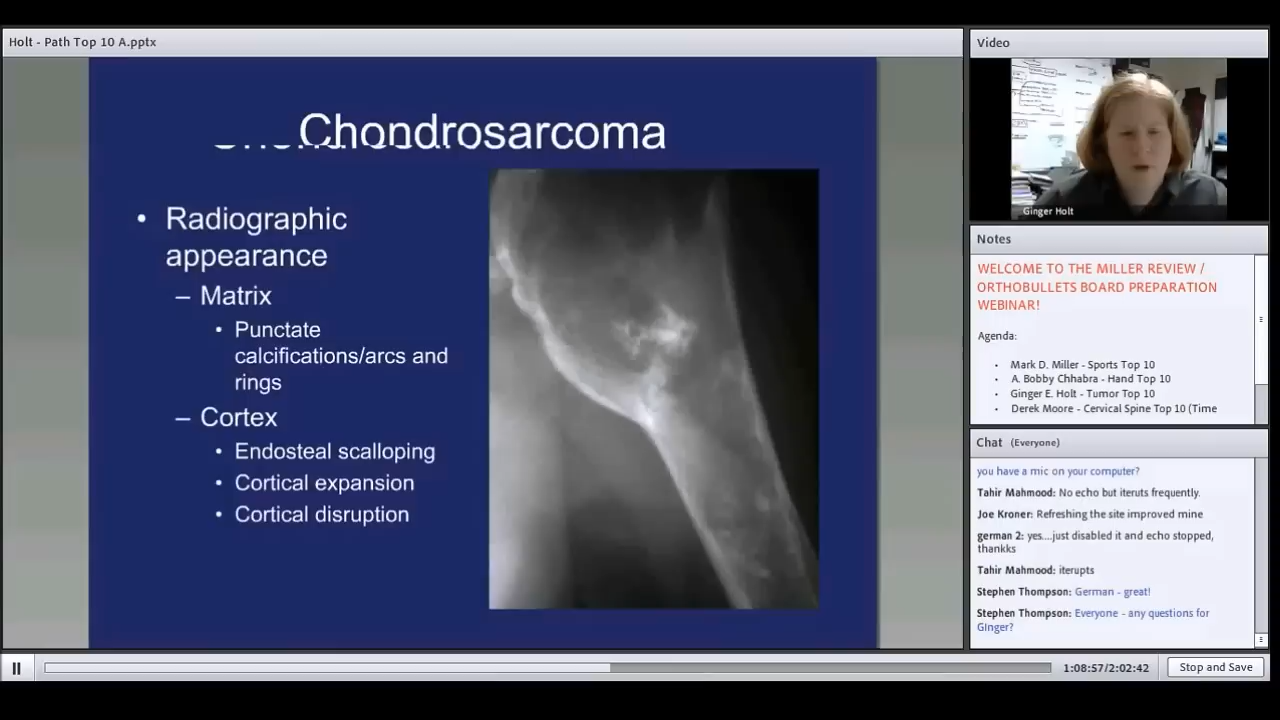 Holt - Path Top 10 A.pptx
Chondrosarcoma
• Radiographic
appearance
– Matrix
• Punctate
calcifications/arcs and
rings
– Cortex
• Endosteal scalloping
• Cortical expansion
• Cortical disruption
Video
Ginger Holt
Notes
WELCOME TO THE MILLER REVIEW /
ORTHOBULLETS BOARD PREPARATION
WEBINAR!
Agenda:
• Mark D. Miller - Sports Top 10
• A. Bobby Chhabra - Hand Top 10
• Ginger E. Holt - Tumor Top 10
• Derek Moore - Cervical Spine Top 10 (Time
Chat (Everyone)
you have a mic on your computer?
Tahir Mahmood: No echo but iteruts frequently.
Joe Kroner: Refreshing the site improved mine
german 2: yes....just disabled it and echo stopped,
thankks
Tahir Mahmood: iterupts
Stephen Thompson: German - great!
Stephen Thompson: Everyone - any questions for
Ginger?
1:08:57/2:02:42
Stop and Save